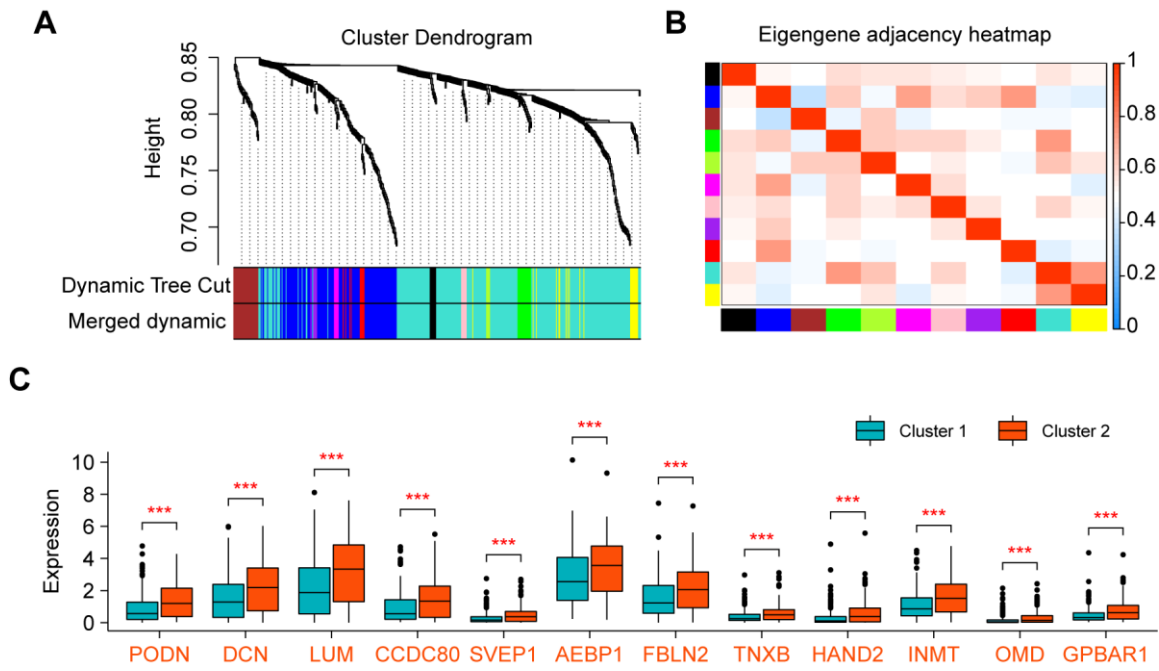 A
Cluster Dendrogram
Height
0.85
0.80
0.75
0.70
Dynamic Tree Cut
Merged dynamic
B
Eigengene adjacency heatmap
1
0.8
0.6
0.4
0.2
0
C
Cluster 1
Cluster 2
Expression
10
8
6
4
2
0
*** *** *** *** *** *** *** *** *** *** *** ***
PODN DCN LUM CCDC80 SVEP1 AEBP1 FBLN2 TNXB HAND2 INMT OMD GPBAR1